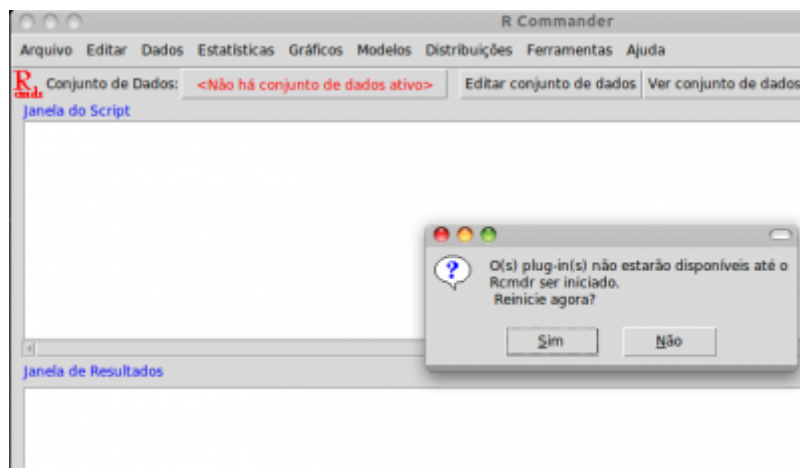 R Commander
Arquivo Editar Dados Estatísticas Gráficos Modelos Distribuições Ferramentas Ajuda
R cmdr Conjunto de Dados: <Não há conjunto de dados ativo> Editar conjunto de dados Ver conjunto de dados
Janela do Script
O(s) plug-in(s) não estarão disponíveis até o
Rcmdr ser iniciado.
Reinicie agora?
Sim Não
Janela de Resultados